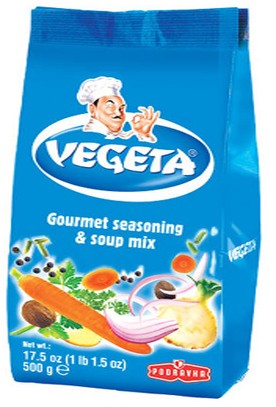 VEGETA®
Gourmet seasoning
& soup mix
VEGETA
Net wt.:
17.5 oz (1 lb 1.5 oz)
500 g ℮
PODRAVKA